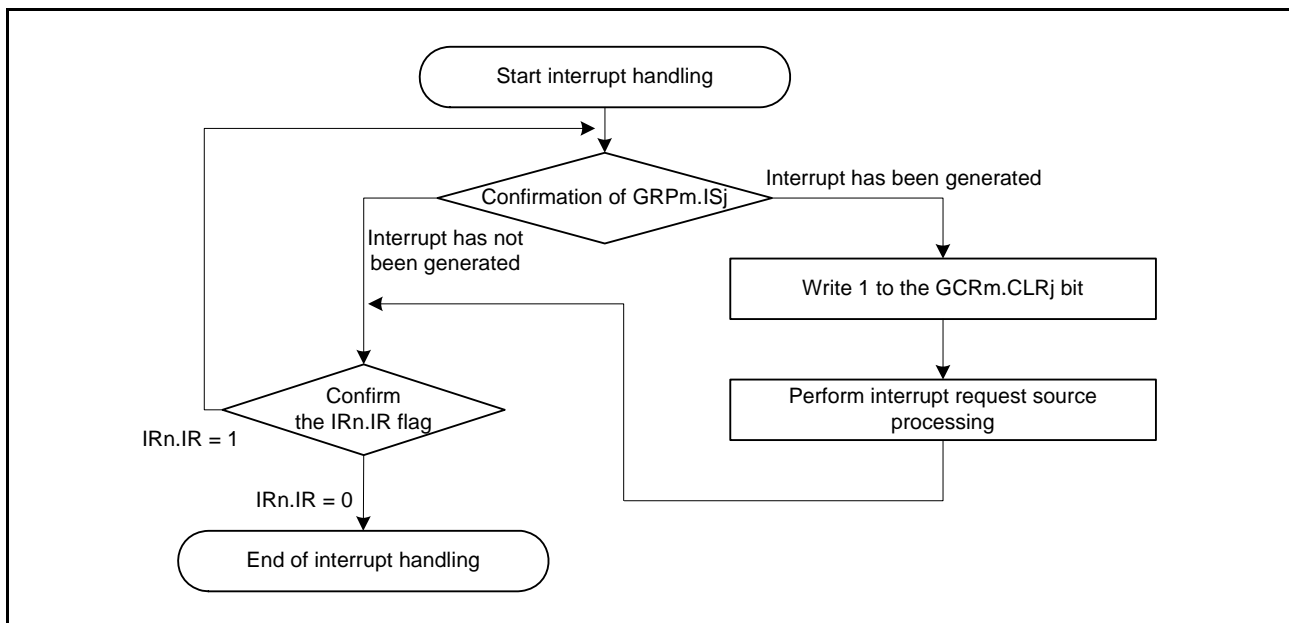 Start interrupt handling
Confirmation of GRPm.ISj
Interrupt has been generated
Interrupt has not
been generated
Write 1 to the GCRm.CLRj bit
Perform interrupt request source
processing
Confirm
the IRn.IR flag
IRn.IR = 1
IRn.IR = 0
End of interrupt handling